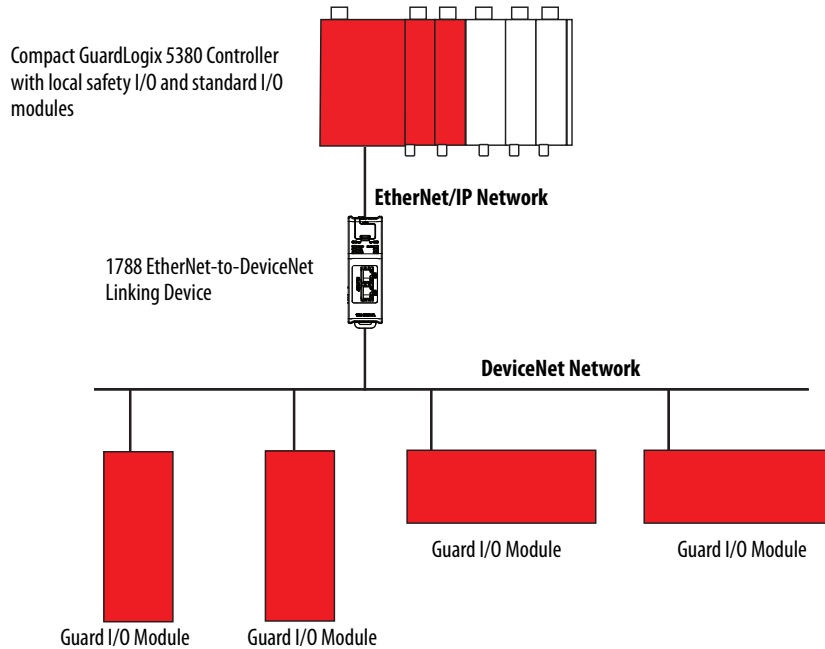 Compact GuardLogix 5380 Controller
with local safety I/O and standard I/O
modules
EtherNet/IP Network
1788 EtherNet-to-DeviceNet
Linking Device
DeviceNet Network
Guard I/O Module
Guard I/O Module
Guard I/O Module
Guard I/O Module